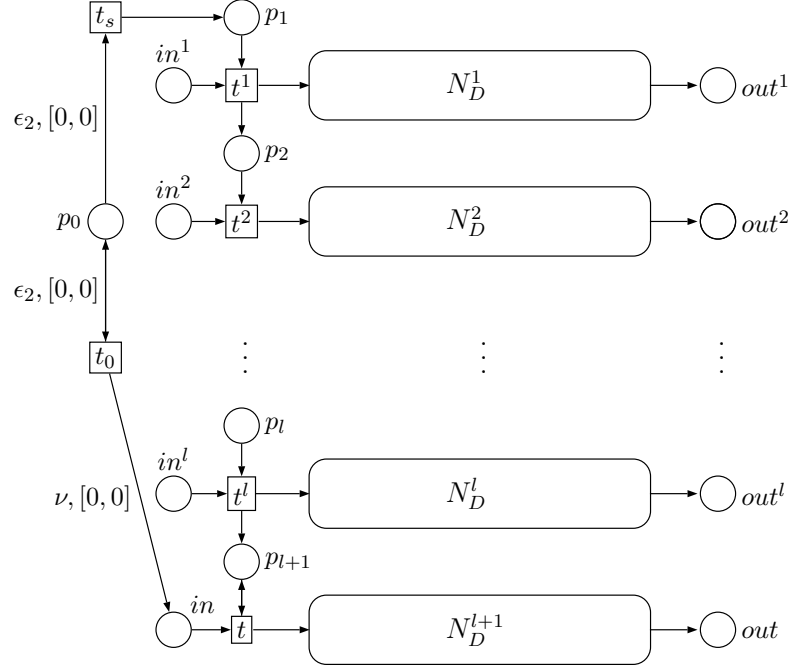 t_s p_1
in^1
t^1 N_D^1 out^1
ϵ_2, [0, 0]
p_2
in^2
p_0 t^2 N_D^2 out^2
ϵ_2, [0, 0]
t_0
p_l
in^l
ν, [0, 0] t^l N_D^l out^l
p_{l+1}
in
t N_D^{l+1} out